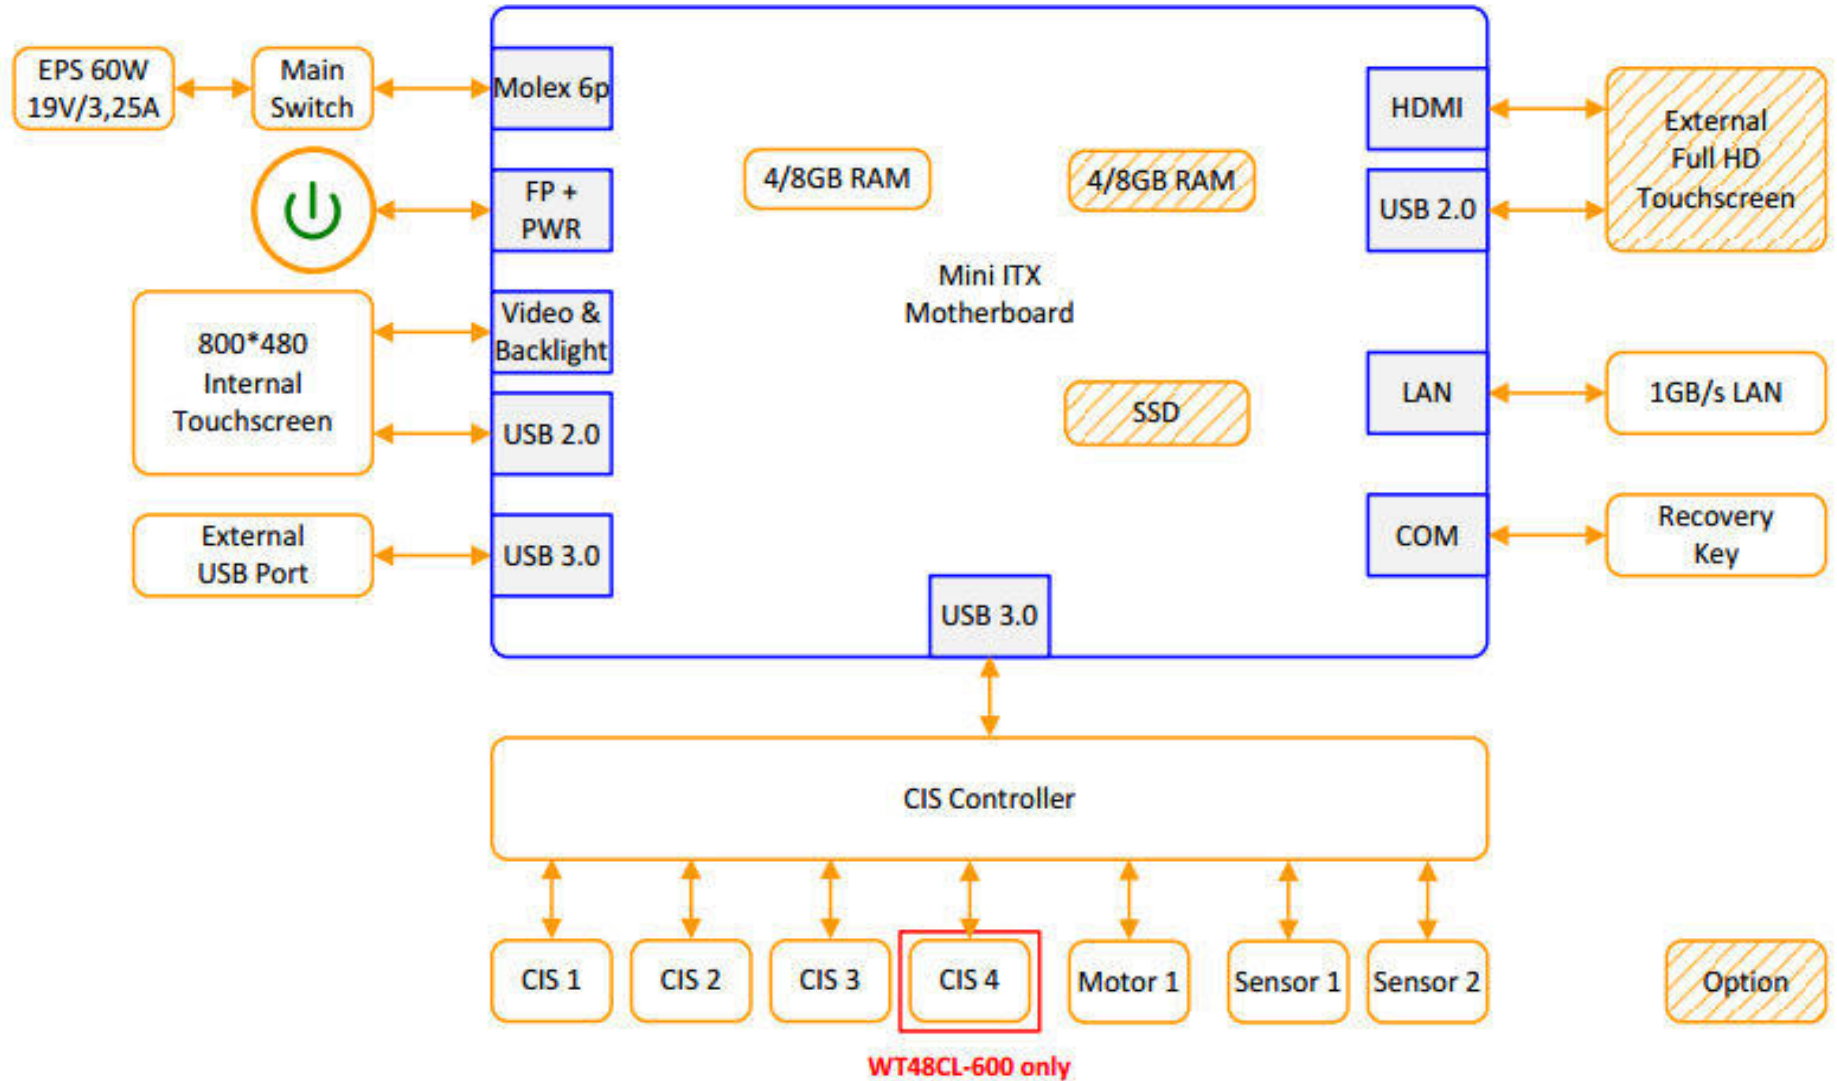 EPS 60W
19V/3,25A
Main
Switch
Molex 6p
FP +
PWR
Video &
Backlight
800*480
Internal
Touchscreen
USB 2.0
External
USB Port
USB 3.0
4/8GB RAM
4/8GB RAM
Mini ITX
Motherboard
SSD
HDMI
USB 2.0
External
Full HD
Touchscreen
LAN
1GB/s LAN
COM
Recovery
Key
USB 3.0
CIS Controller
CIS 1
CIS 2
CIS 3
CIS 4
Motor 1
Sensor 1
Sensor 2
Option
WT48CL-600 only